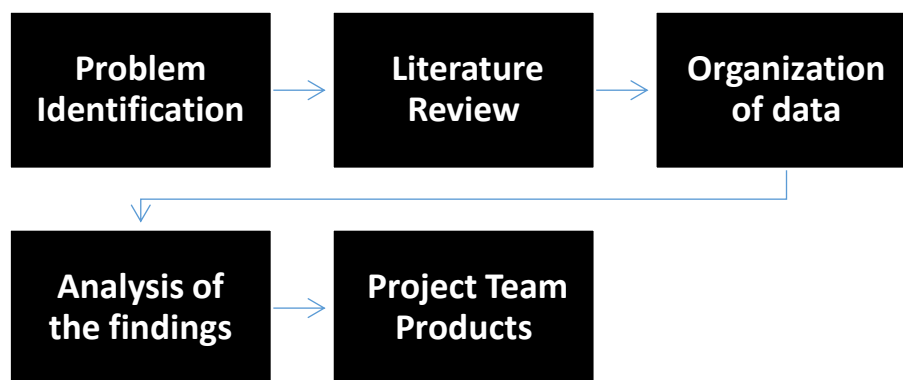 Problem
Identification
Literature
Review
Organization
of data
Analysis of
the findings
Project Team
Products